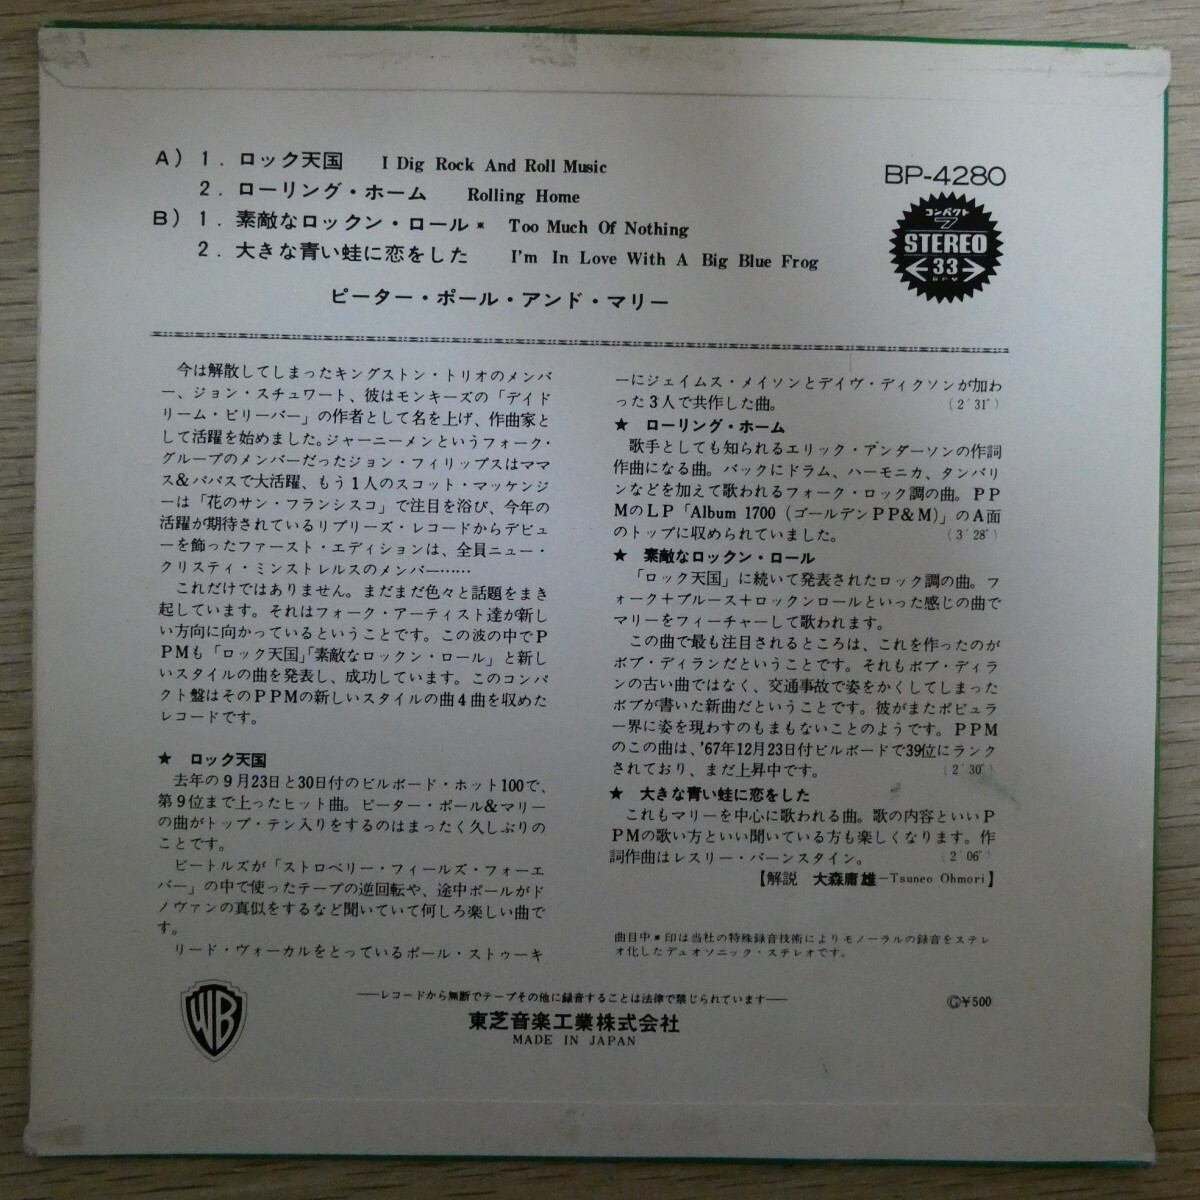 A) 1. ロック天国 I Dig Rock And Roll Music
2. ローリング・ホーム Rolling Home
B) 1. 素敵なロックン・ロール※ Too Much Of Nothing
2. 大きな青い蛙に恋をした I'm In Love With A Big Blue Frog
ピーター・ポール・アンド・マリー
BP-4280
コンパクト
7
STEREO
33
RPM
今は解散してしまったキングストン・トリオのメンバ
ー、ジョン・スチュワート、彼はモンキーズの「デイド
リーム・ビリーバー」の作者として名を上げ、作曲家と
して活躍を始めました。ジャーニーメンというフォーク・
グループのメンバーだったジョン・フィリップスはママ
ス&パパスで大活躍、もう1人のスコット・マッケンジ
ーは「花のサン・フランシスコ」で注目を浴び、今年の
活躍が期待されているリプリーズ・レコードからデビュ
ーを飾ったファースト・エディションは、全員ニュー・
クリスティ・ミンストレルスのメンバー……
これだけではありません。まだまだ色々と話題をまき
起しています。それはフォーク・アーティスト達が新し
い方向に向かっているということです。この波の中でP
PMも「ロック天国」「素敵なロックン・ロール」と新し
いスタイルの曲を発表し、成功しています。このコンパ
クト盤はそのPPMの新しいスタイルの曲4曲を収めた
レコードです。
★ ロック天国
去年の9月23日と30日付のビルボード・ホット100で、
第9位まで上ったヒット曲。ピーター・ポール&マリー
の曲がトップ・テン入りをするのはまったく久しぶりの
ことです。
ビートルズが「ストロベリー・フィールズ・フォーエ
バー」の中で使ったテープの逆回転や、途中ポールがド
ノヴァンの真似をするなど聞いていて何しろ楽しい曲で
す。
リード・ヴォーカルをとっているポール・ストゥーキ
ーにジェイムス・メイソンとデイヴ・ディクソンが加わ
った3人で共作した曲。 (2′31″)
★ ローリング・ホーム
歌手としても知られるエリック・アンダーソンの作詞
作曲になる曲。バックにドラム、ハーモニカ、タンバリ
ンなどを加えて歌われるフォーク・ロック調の曲。PP
MのLP「Album 1700 (ゴールデンPP&M)」のA面
のトップに収められていました。 (3′28″)
★ 素敵なロックン・ロール
「ロック天国」に続いて発表されたロック調の曲。フ
ォーク+ブルース+ロックンロールといった感じの曲で
マリーをフィーチャーして歌われます。
この曲で最も注目されるところは、これを作ったのが
ボブ・ディランだということです。それもボブ・ディラ
ンの古い曲ではなく、交通事故で姿をかくしてしまった
ボブが書いた新曲だということです。彼がまたポピュラ
ー界に姿を現わすのもまもないことのようです。PPM
のこの曲は、'67年12月23日付ビルボードで39位にランク
されており、まだ上昇中です。 (2′30″)
★ 大きな青い蛙に恋をした
これもマリーを中心に歌われる曲。歌の内容といいP
PMの歌い方といい聞いている方も楽しくなります。作
詞作曲はレスリー・バーンスタイン。 (2′06″)
【解説 大森庸雄−Tsuneo Ohmori】
曲目中※印は当社の特殊録音技術によりモノーラルの録音をステレ
オ化したデュオソニック・ステレオです。
WB
──レコードから無断でテープその他に録音することは法律で禁じられています──
東芝音楽工業株式会社
MADE IN JAPAN
Ⓖ¥500